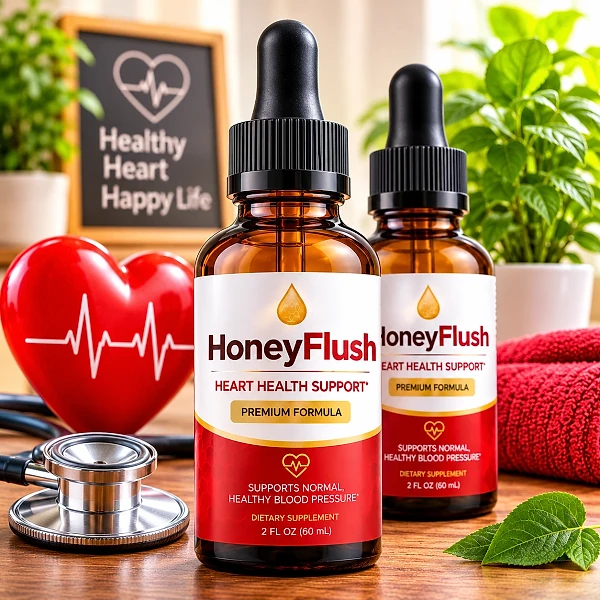 Healthy
Heart
Happy Life
HoneyFlush
HEART HEALTH SUPPORT*
PREMIUM FORMULA
SUPPORTS NORMAL,
HEALTHY BLOOD PRESSURE*
DIETARY SUPPLEMENT
2 FL OZ (60 mL)
HoneyFlush
HEART HEALTH SUPPORT*
PREMIUM FORMULA
SUPPORTS NORMAL,
HEALTHY BLOOD PRESSURE*
DIETARY SUPPLEMENT
2 FL OZ (60 mL)